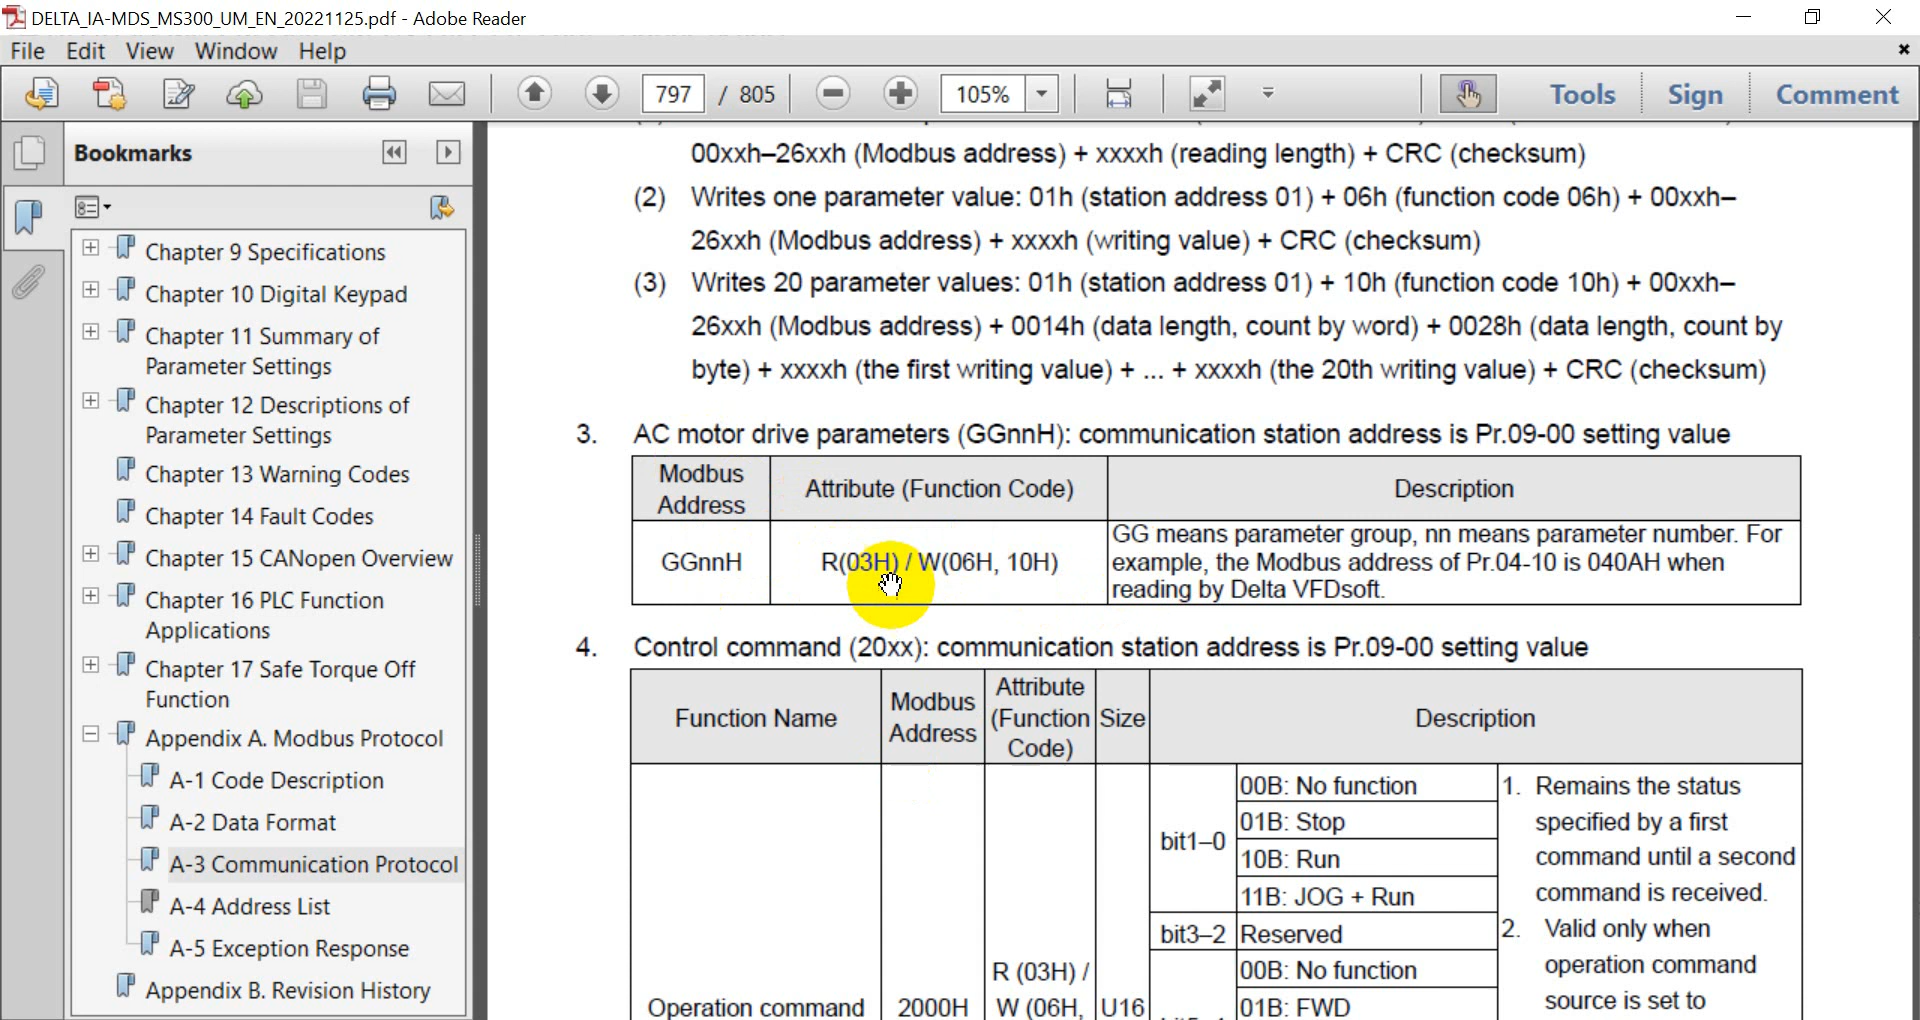 DELTA_IA-MDS_MS300_UM_EN_20221125.pdf - Adobe Reader
File Edit View Window Help
797 / 805 105% Tools Sign Comment
Bookmarks
Chapter 9 Specifications
Chapter 10 Digital Keypad
Chapter 11 Summary of
Parameter Settings
Chapter 12 Descriptions of
Parameter Settings
Chapter 13 Warning Codes
Chapter 14 Fault Codes
Chapter 15 CANopen Overview
Chapter 16 PLC Function
Applications
Chapter 17 Safe Torque Off
Function
Appendix A. Modbus Protocol
A-1 Code Description
A-2 Data Format
A-3 Communication Protocol
A-4 Address List
A-5 Exception Response
Appendix B. Revision History
00xxh–26xxh (Modbus address) + xxxxh (reading length) + CRC (checksum)
(2) Writes one parameter value: 01h (station address 01) + 06h (function code 06h) + 00xxh–
26xxh (Modbus address) + xxxxh (writing value) + CRC (checksum)
(3) Writes 20 parameter values: 01h (station address 01) + 10h (function code 10h) + 00xxh–
26xxh (Modbus address) + 0014h (data length, count by word) + 0028h (data length, count by
byte) + xxxxh (the first writing value) + ... + xxxxh (the 20th writing value) + CRC (checksum)
3. AC motor drive parameters (GGnnH): communication station address is Pr.09-00 setting value
Modbus
Address
Attribute (Function Code)
Description
GGnnH
R(03H) / W(06H, 10H)
GG means parameter group, nn means parameter number. For
example, the Modbus address of Pr.04-10 is 040AH when
reading by Delta VFDsoft.
4. Control command (20xx): communication station address is Pr.09-00 setting value
Function Name
Modbus
Address
Attribute
(Function
Code)
Size
Description
Operation command
2000H
R (03H) /
W (06H,
U16
bit1–0
00B: No function
01B: Stop
10B: Run
11B: JOG + Run
bit3–2
Reserved
00B: No function
01B: FWD
1. Remains the status
specified by a first
command until a second
command is received.
2. Valid only when
operation command
source is set to